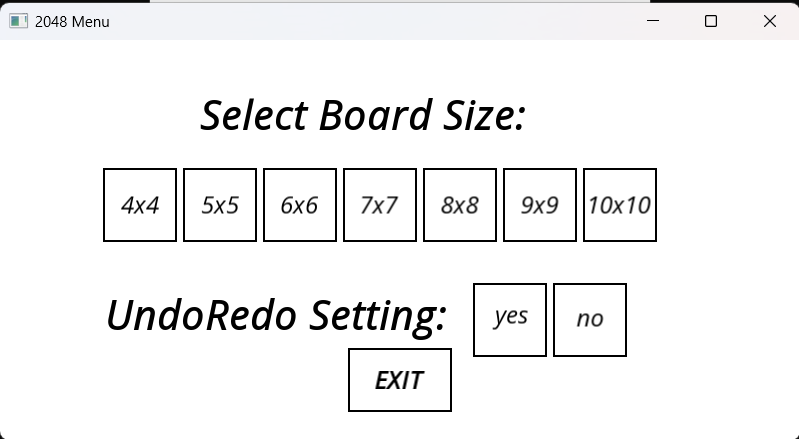 2048 Menu
Select Board Size:
4x4 5x5 6x6 7x7 8x8 9x9 10x10
UndoRedo Setting: yes no
EXIT